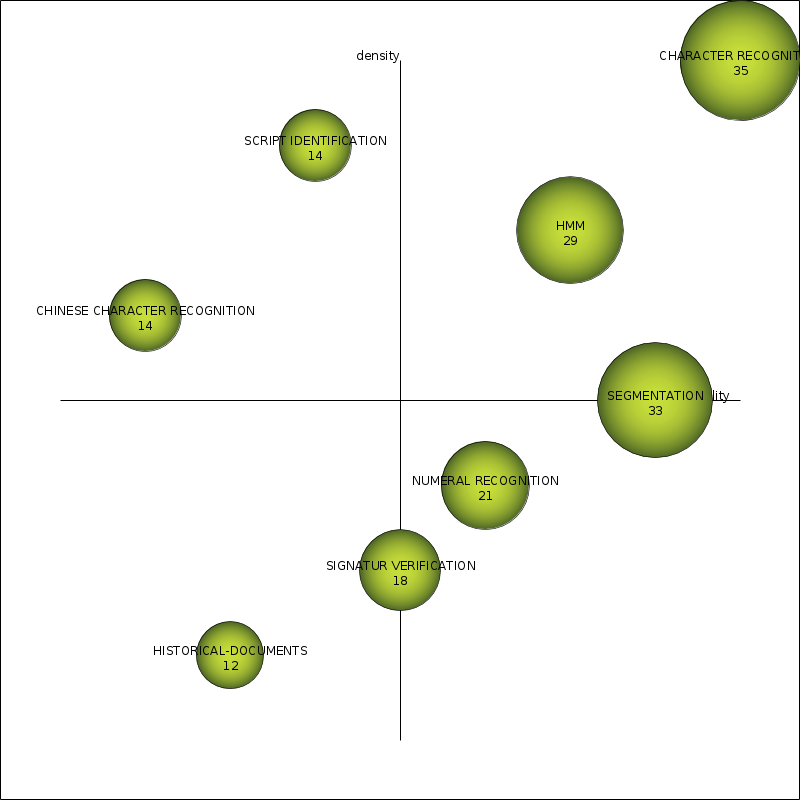 density
CHARACTER RECOGNIT
35
SCRIPT IDENTIFICATION
14
HMM
29
CHINESE CHARACTER RECOGNITION
14
SEGMENTATION
lity
33
NUMERAL RECOGNITION
21
SIGNATUR VERIFICATION
18
HISTORICAL-DOCUMENTS
12